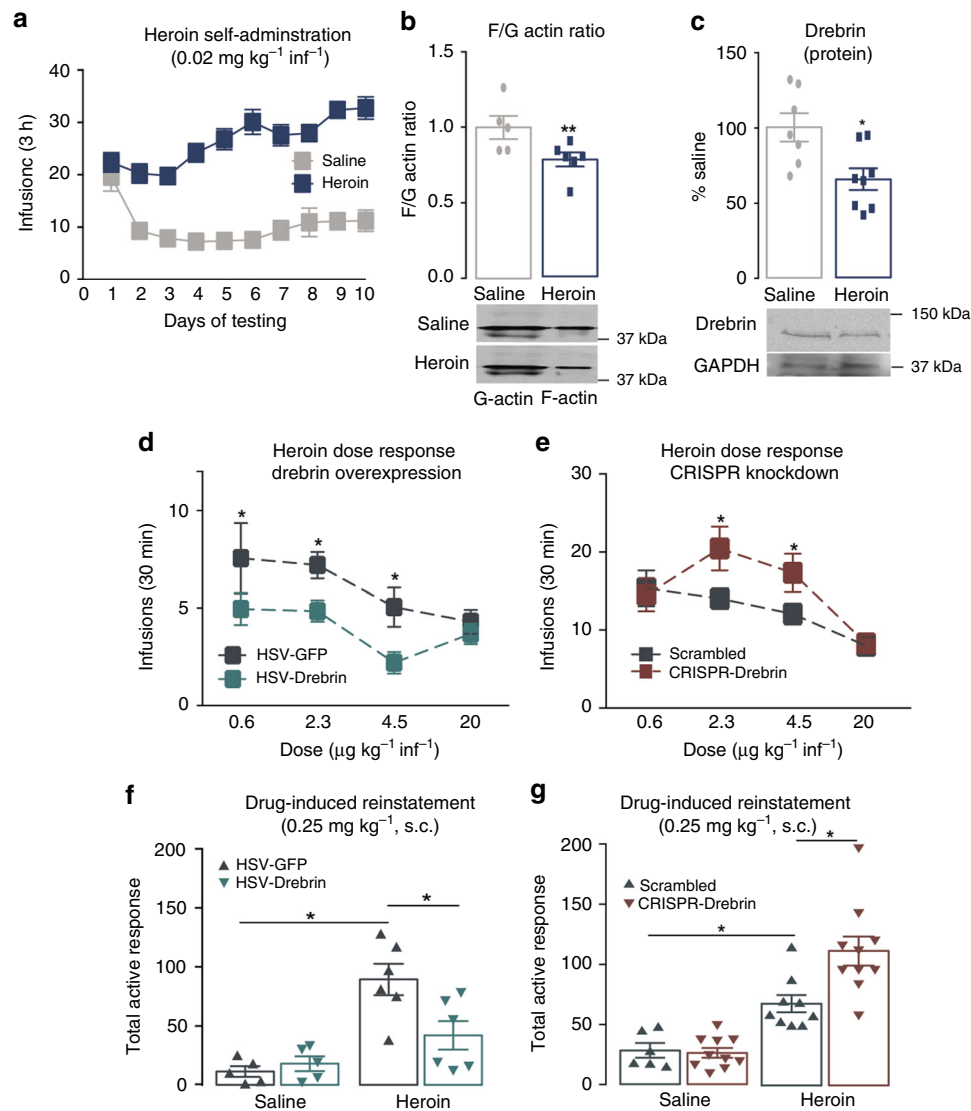 a
Heroin self-adminstration
(0.02 mg kg⁻¹ inf⁻¹)
40
30
20
10
0
Infusionc (3 h)
Saline
Heroin
0 1 2 3 4 5 6 7 8 9 10
Days of testing
b
F/G actin ratio
1.5
1.0
0.5
0.0
F/G actin ratio
**
Saline Heroin
Saline
37 kDa
Heroin
37 kDa
G-actin F-actin
c
Drebrin
(protein)
150
100
50
0
% saline
*
Saline Heroin
Drebrin
150 kDa
GAPDH
37 kDa
d
Heroin dose response
drebrin overexpression
10
5
0
Infusions (30 min)
* * *
HSV-GFP
HSV-Drebrin
0.6 2.3 4.5 20
Dose (μg kg⁻¹ inf⁻¹)
e
Heroin dose response
CRISPR knockdown
30
20
10
0
Infusions (30 min)
* *
Scrambled
CRISPR-Drebrin
0.6 2.3 4.5 20
Dose (μg kg⁻¹ inf⁻¹)
f
Drug-induced reinstatement
(0.25 mg kg⁻¹, s.c.)
200
150
100
50
0
Total active response
HSV-GFP
HSV-Drebrin
* *
Saline Heroin
g
Drug-induced reinstatement
(0.25 mg kg⁻¹, s.c.)
200
150
100
50
0
Total active response
Scrambled
CRISPR-Drebrin
* *
Saline Heroin